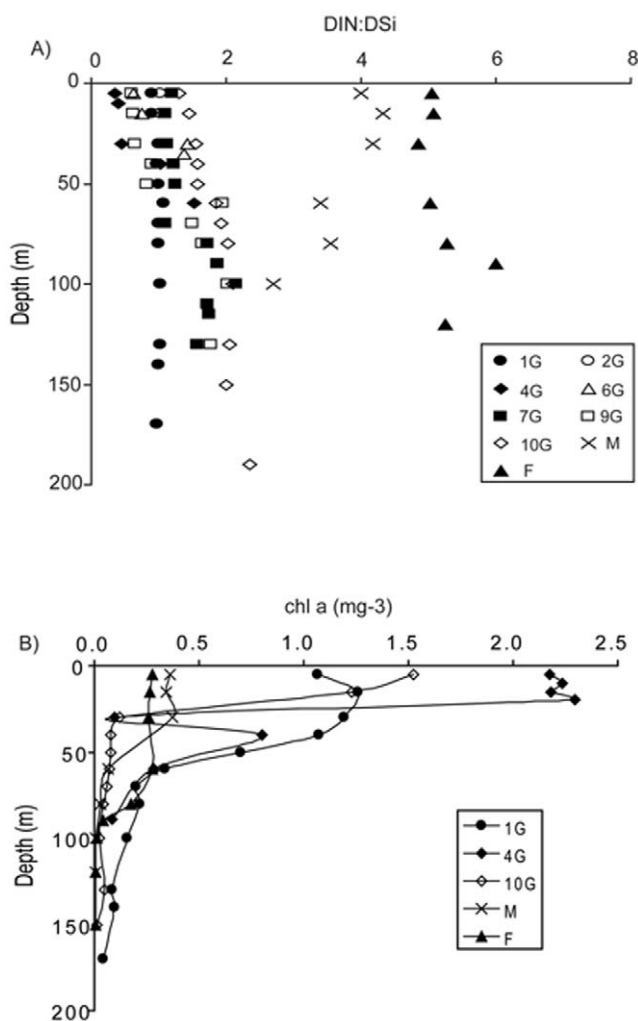 DIN:DSi
A)
0 2 4 6 8
0
50
100
150
200
Depth (m)
1G 2G
4G 6G
7G 9G
10G M
F
chl a (mg-3)
B)
0.0 0.5 1.0 1.5 2.0 2.5
0
50
100
150
200
Depth (m)
1G
4G
10G
M
F